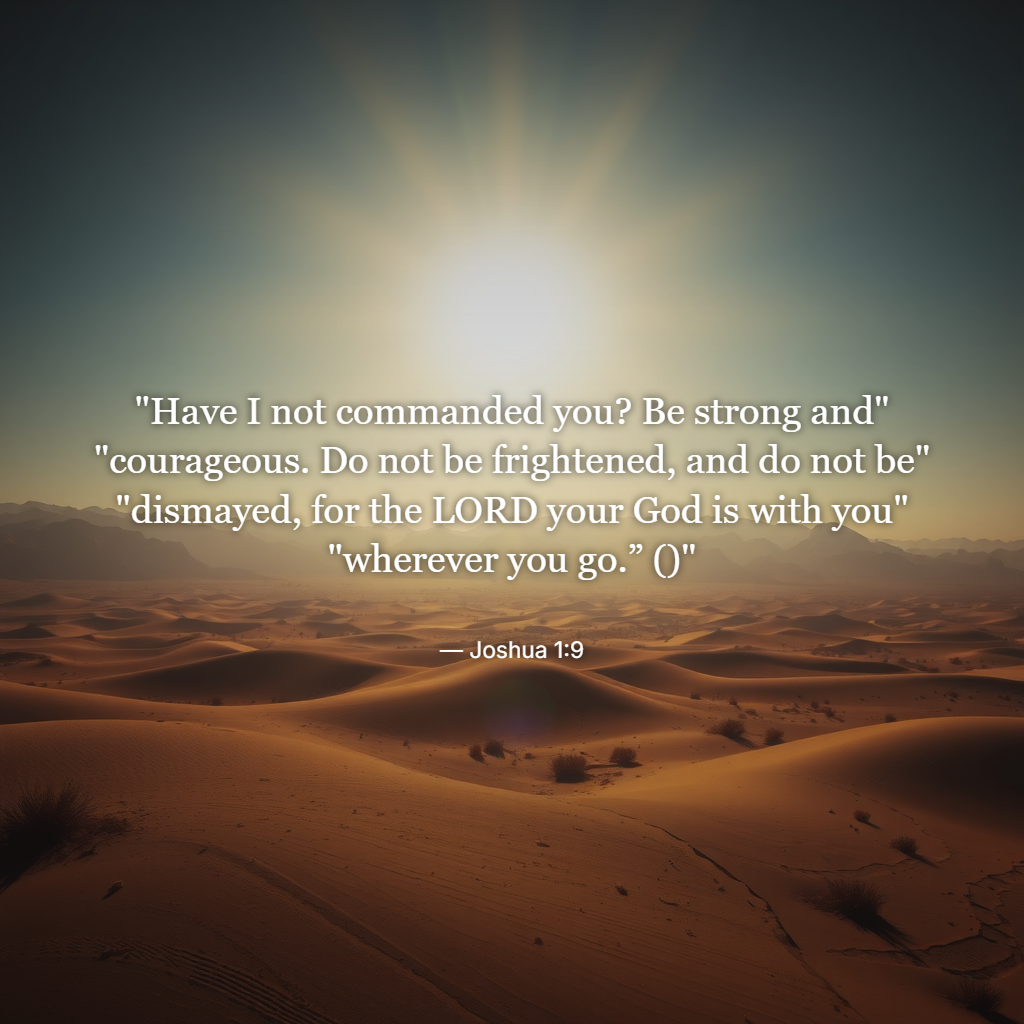 "Have I not commanded you? Be strong and"
"courageous. Do not be frightened, and do not be"
"dismayed, for the LORD your God is with you"
"wherever you go.” ()"
— Joshua 1:9